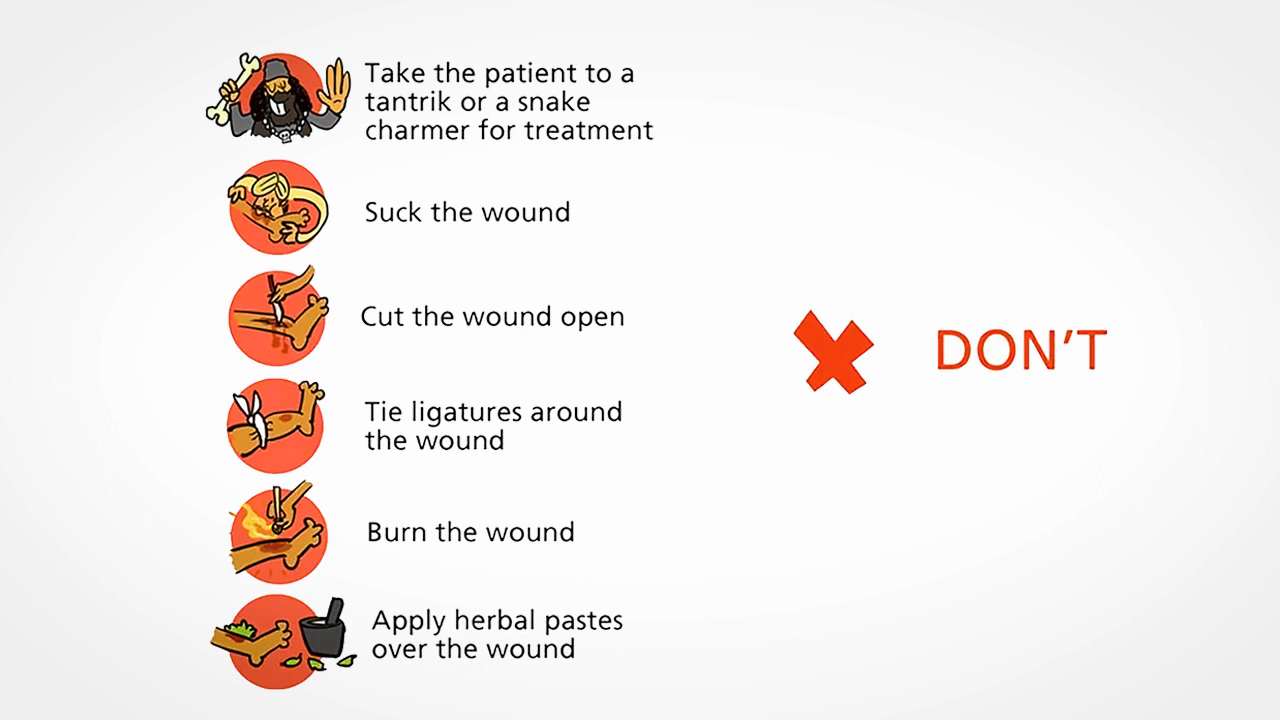 Take the patient to a
tantrik or a snake
charmer for treatment
Suck the wound
Cut the wound open
Tie ligatures around
the wound
Burn the wound
Apply herbal pastes
over the wound
DON'T